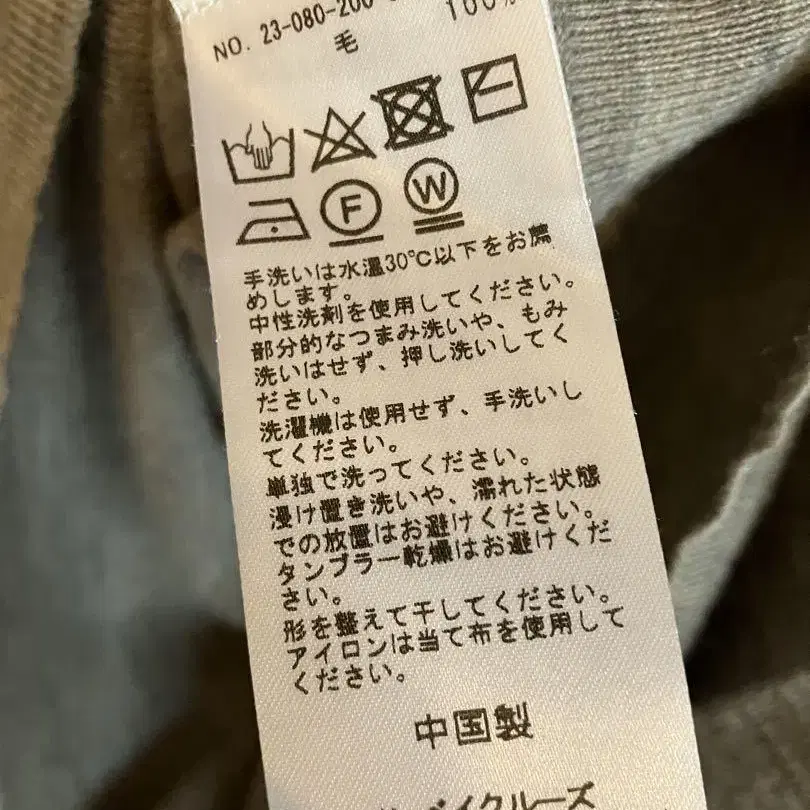 NO. 23-080-200
毛 100%
F
W
手洗いは水温30℃以下をお薦
めします。
中性洗剤を使用してください。
部分的なつまみ洗いや、もみ
洗いはせず、押し洗いしてく
ださい。
洗濯機は使用せず、手洗いし
てください。
単独で洗ってください。
浸け置き洗いや、濡れた状態
での放置はお避けください。
タンブラー乾燥はお避けくだ
さい。
形を整えて干してください。
アイロンは当て布を使用して
ください。
中国製
ベイクルーズ